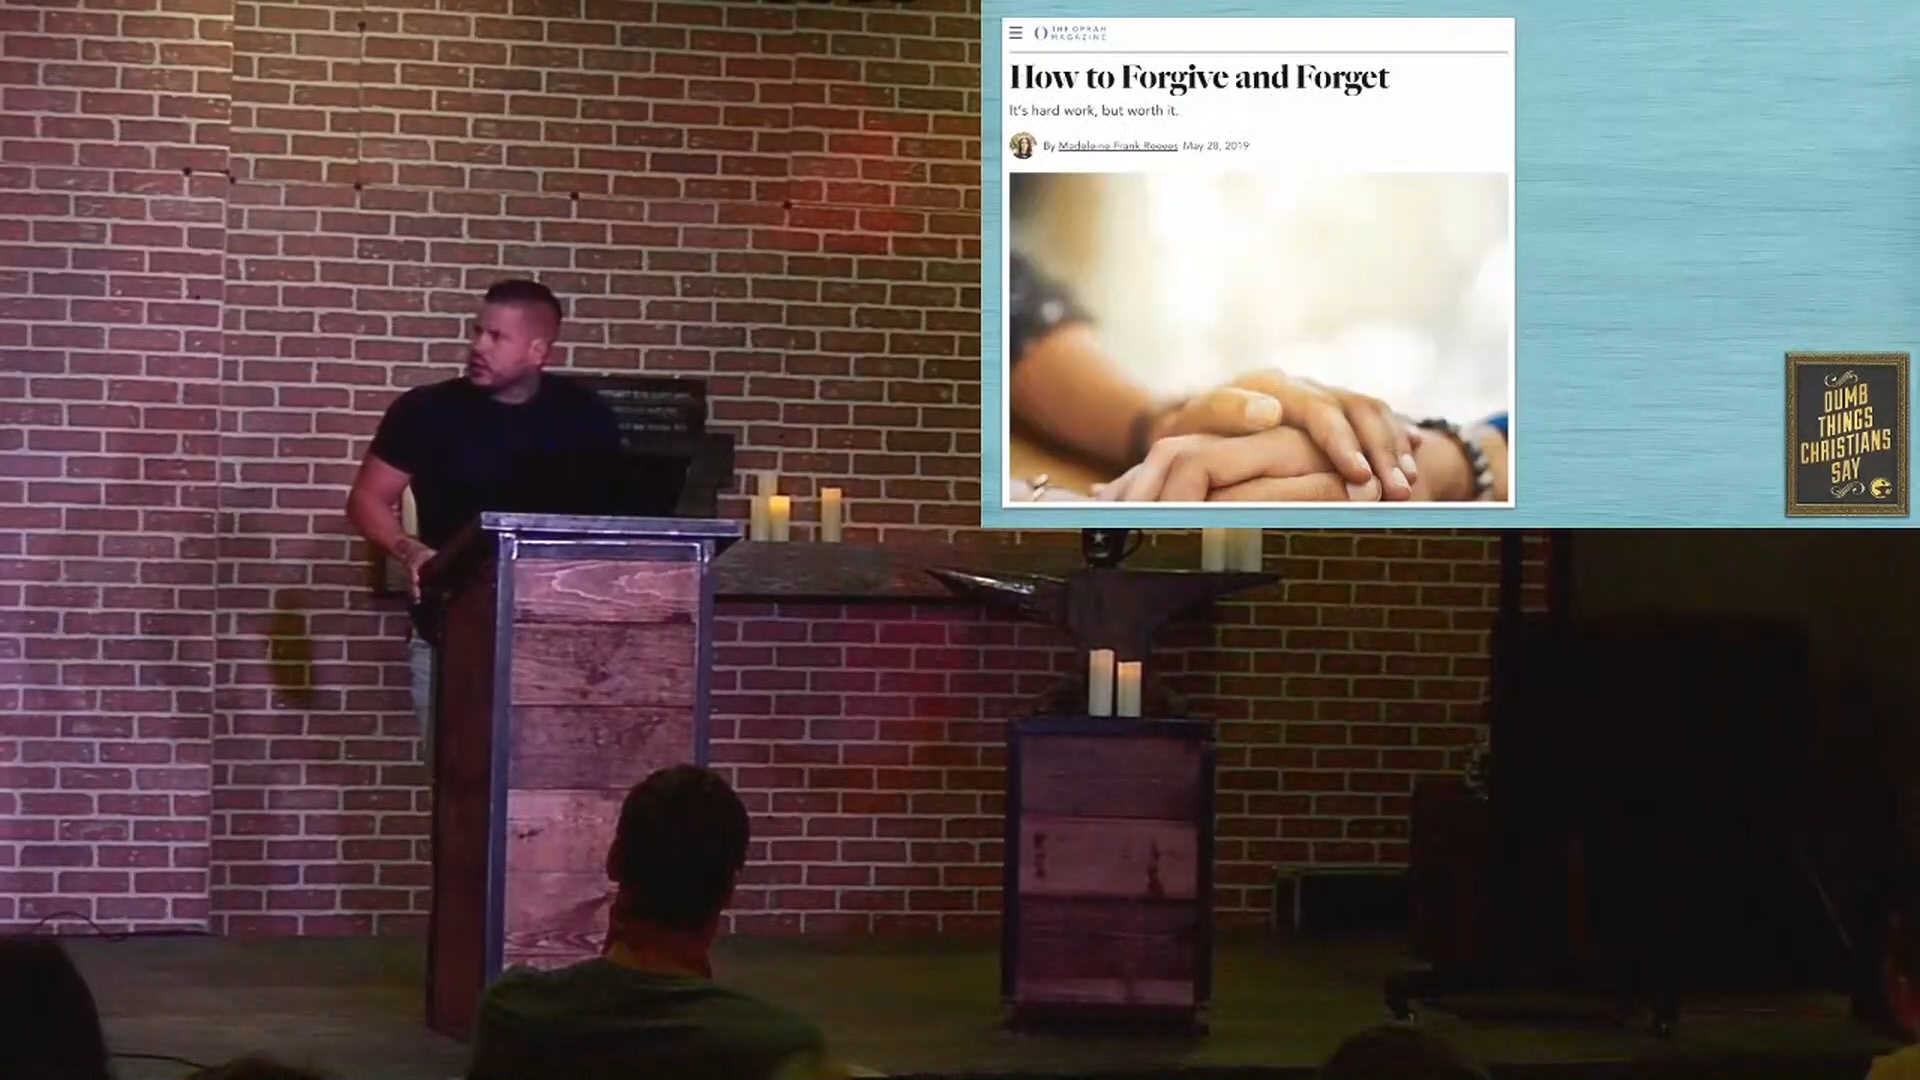 THE OPRAH
MAGAZINE
How to Forgive and Forget
It's hard work, but worth it.
By Madeleine Frank Reeves May 28, 2019
DUMB
THINGS
CHRISTIANS
SAY